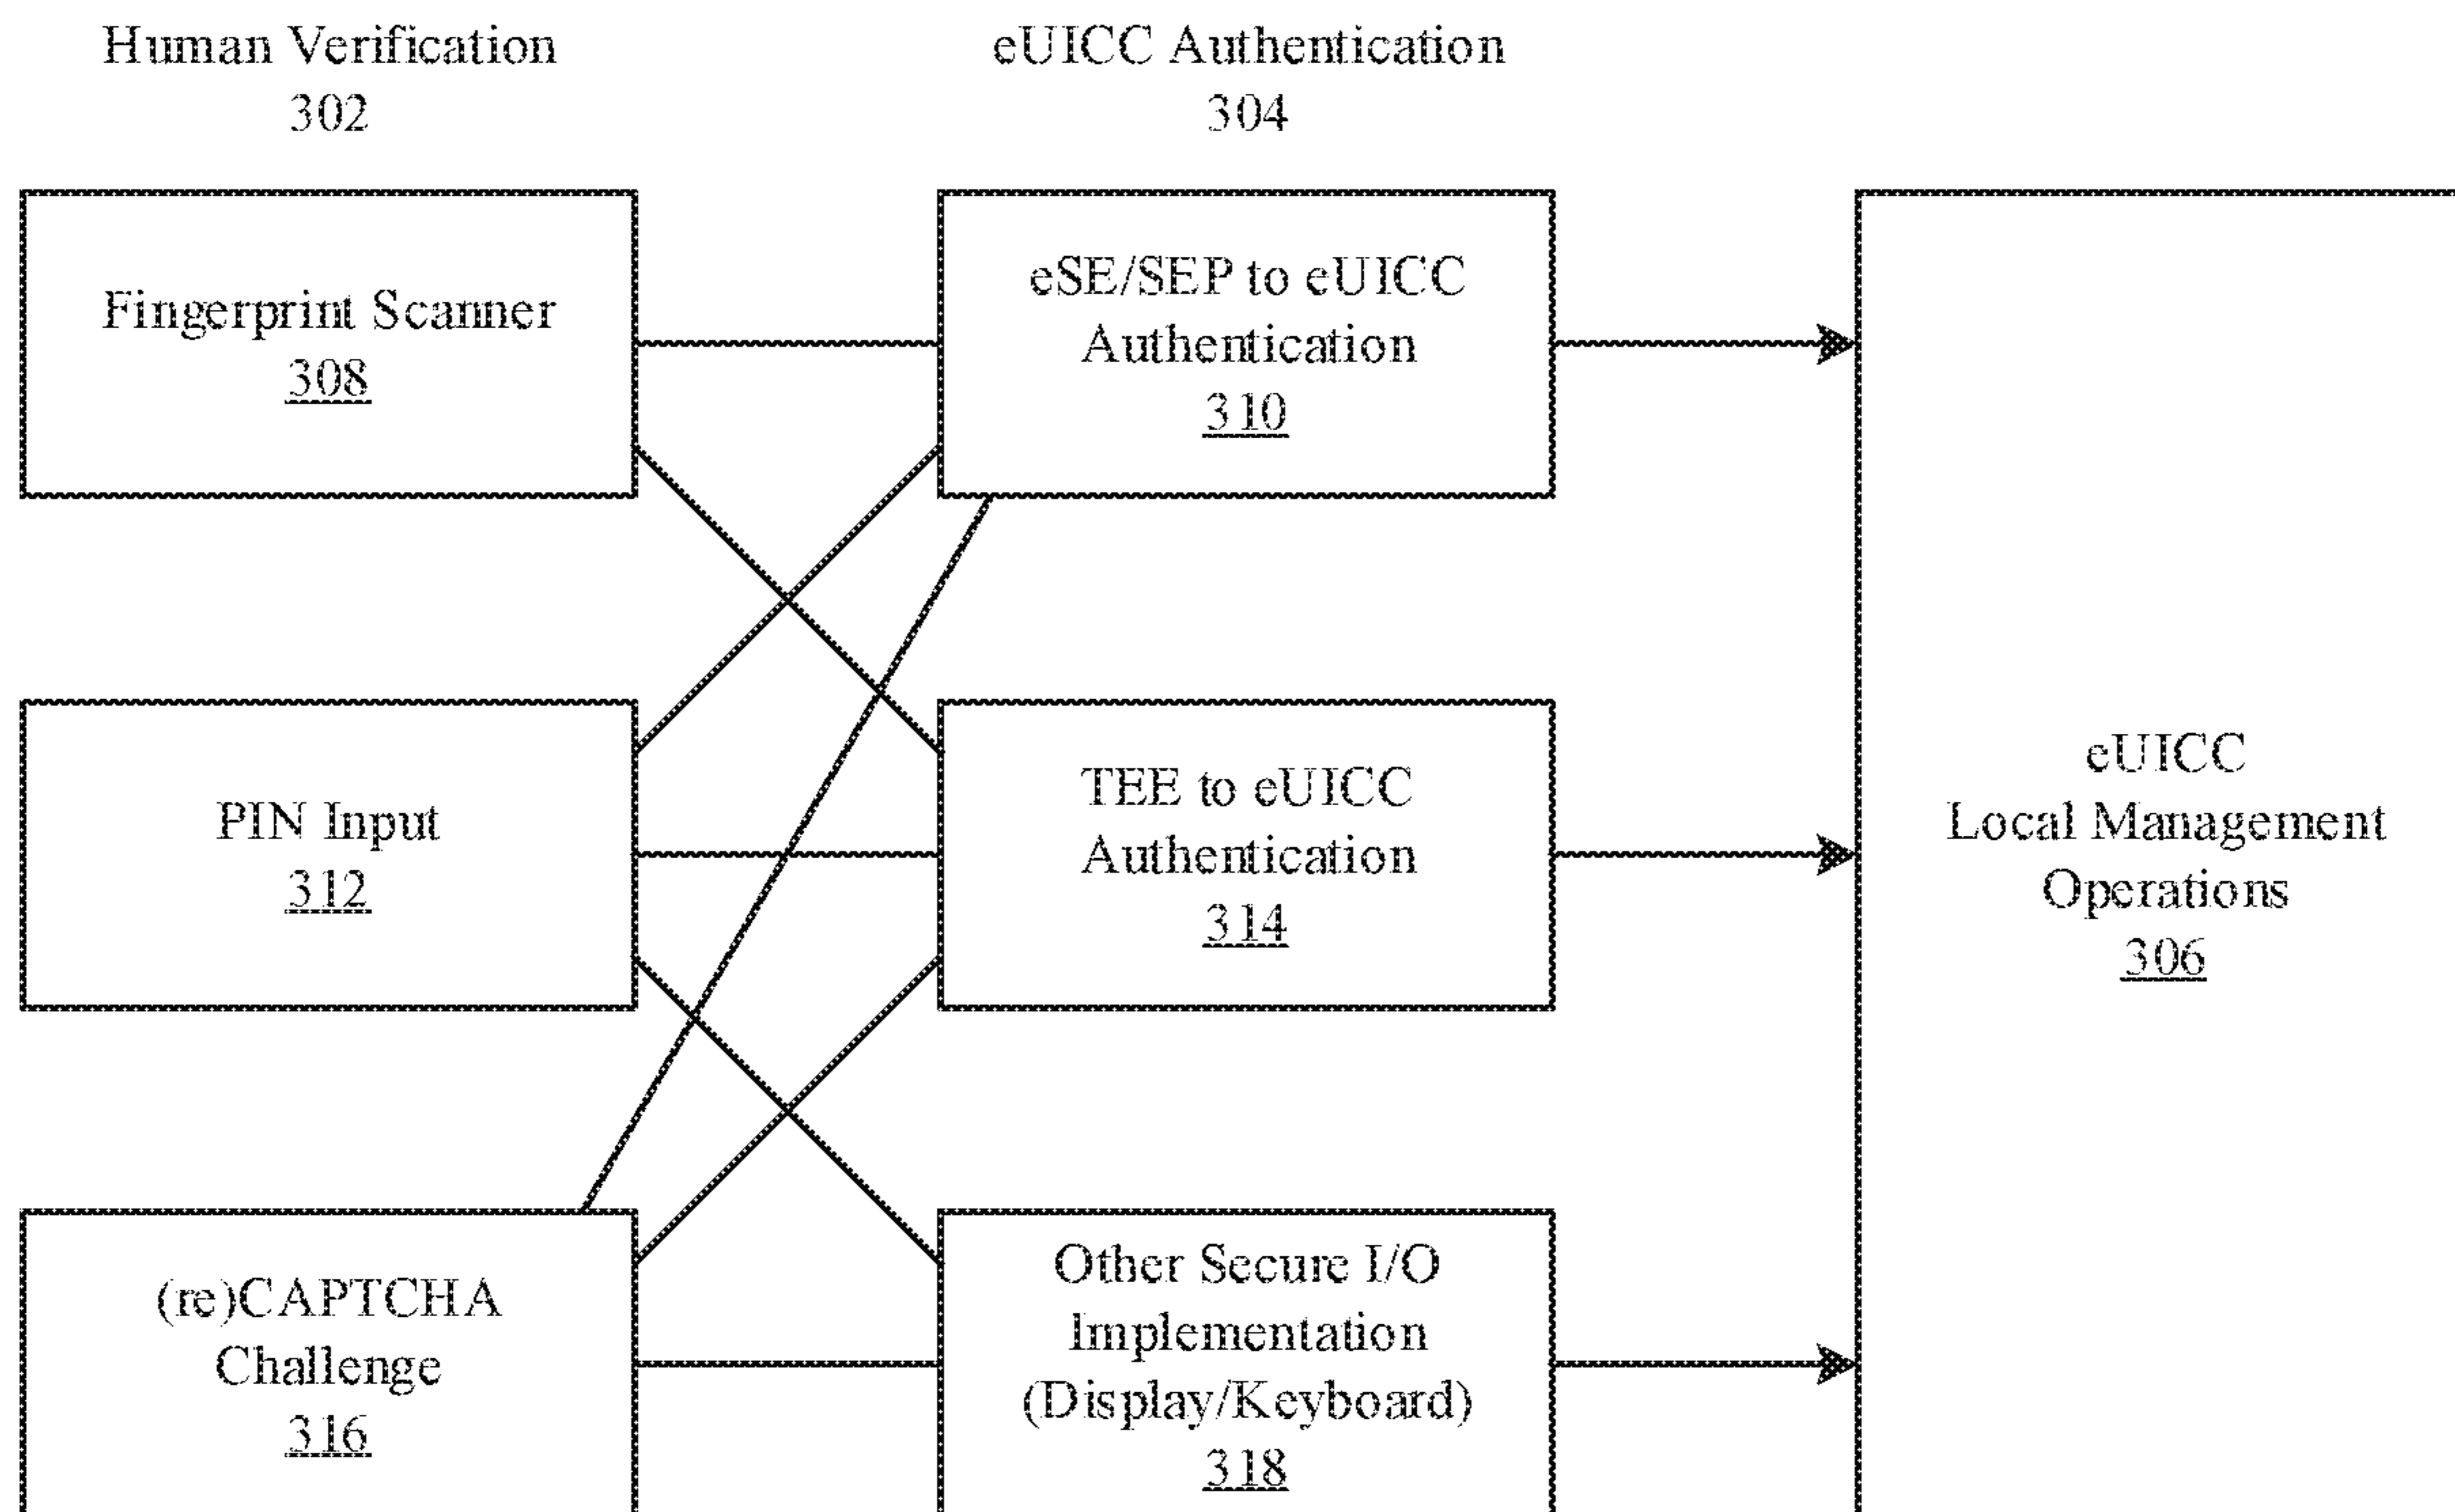 Human Verification
302
eUICC Authentication
304
Fingerprint Scanner
308
eSE/SEP to eUICC
Authentication
310
PIN Input
312
TEE to eUICC
Authentication
314
eUICC
Local Management
Operations
306
(re)CAPTCHA
Challenge
316
Other Secure I/O
Implementation
(Display/Keyboard)
318